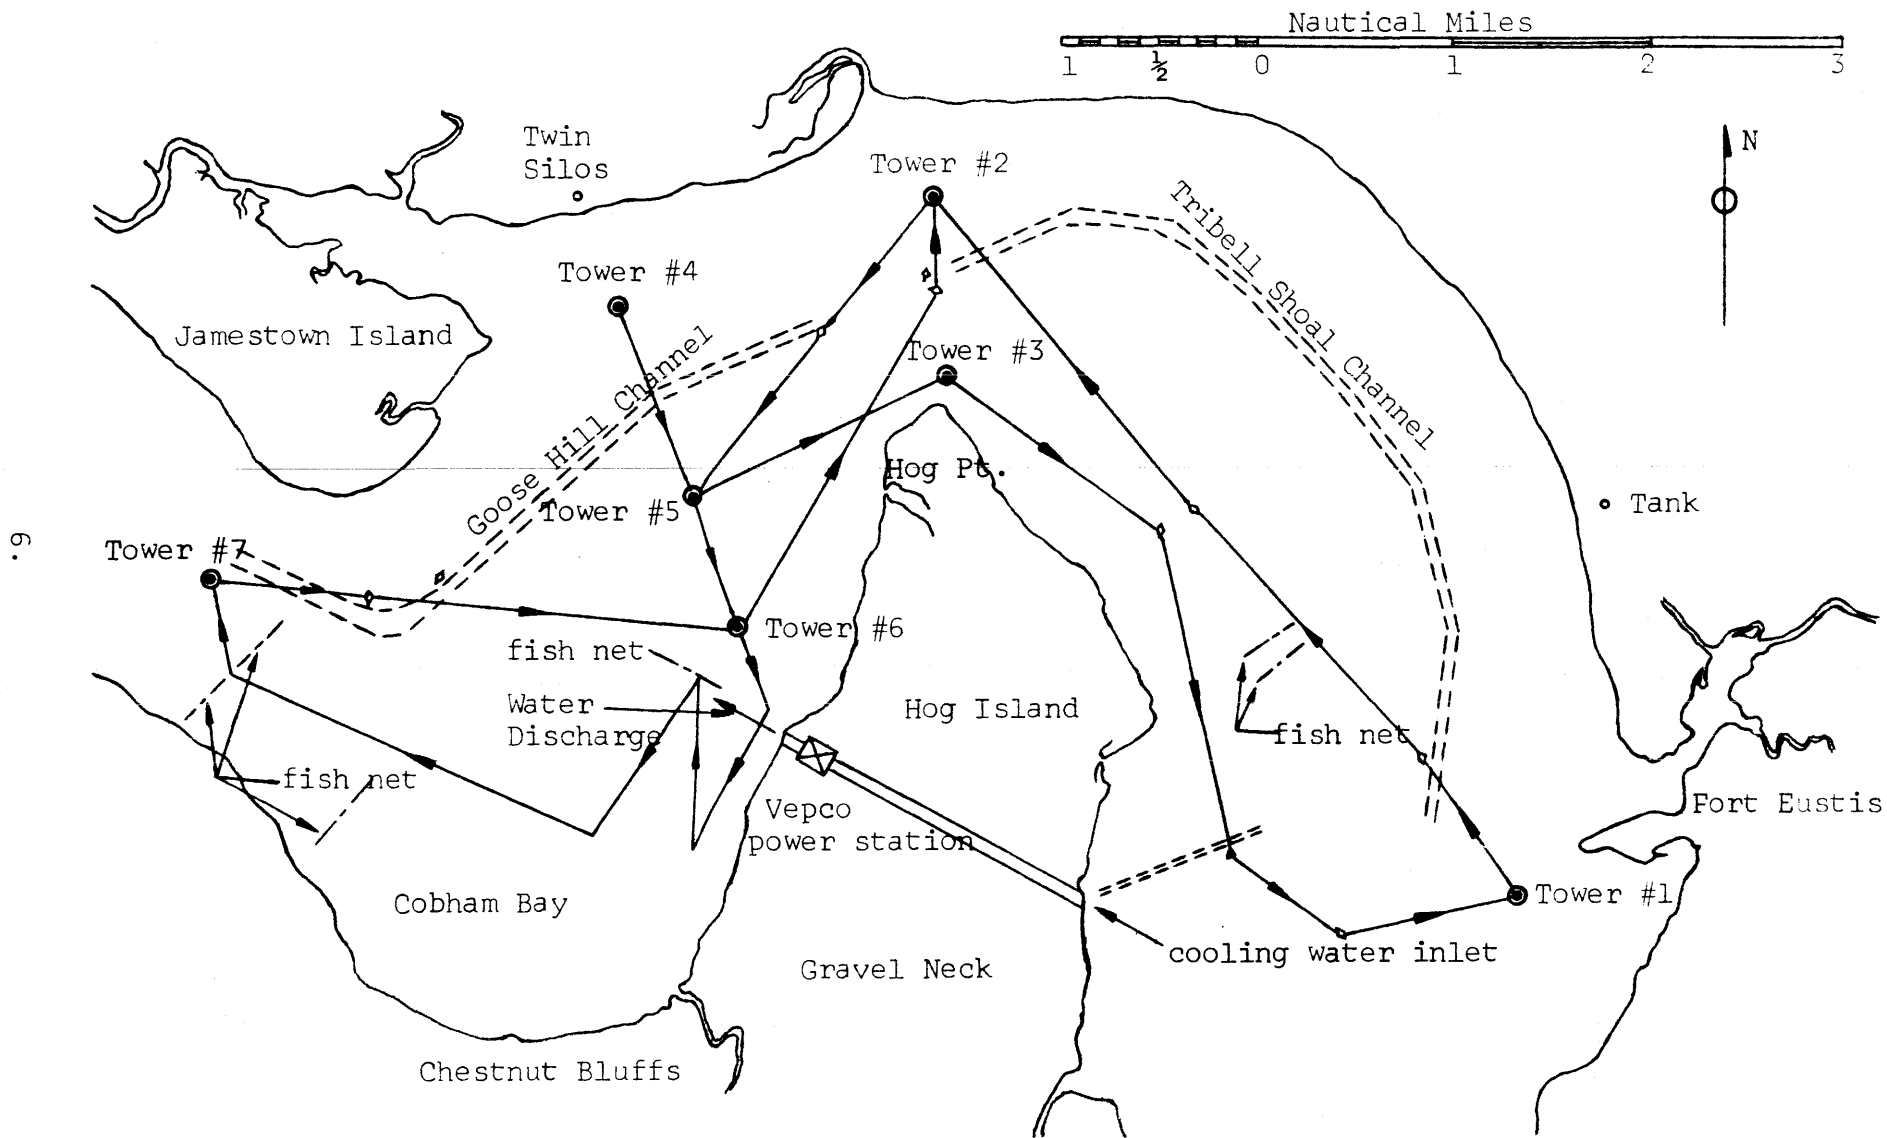 Nautical Miles
1 ½ 0 1 2 3
N
Twin
Silos
Tower #2
Tribell Shoal Channel
Tower #4
Jamestown Island
Tower #3
Goose Hill Channel
Hog Pt.
Tower #5
Tank
Tower #7
6.
Tower #6
fish net
Water
Discharge
Hog Island
fish net
fish net
Vepco
power station
Fort Eustis
Cobham Bay
Tower #1
cooling water inlet
Gravel Neck
Chestnut Bluffs